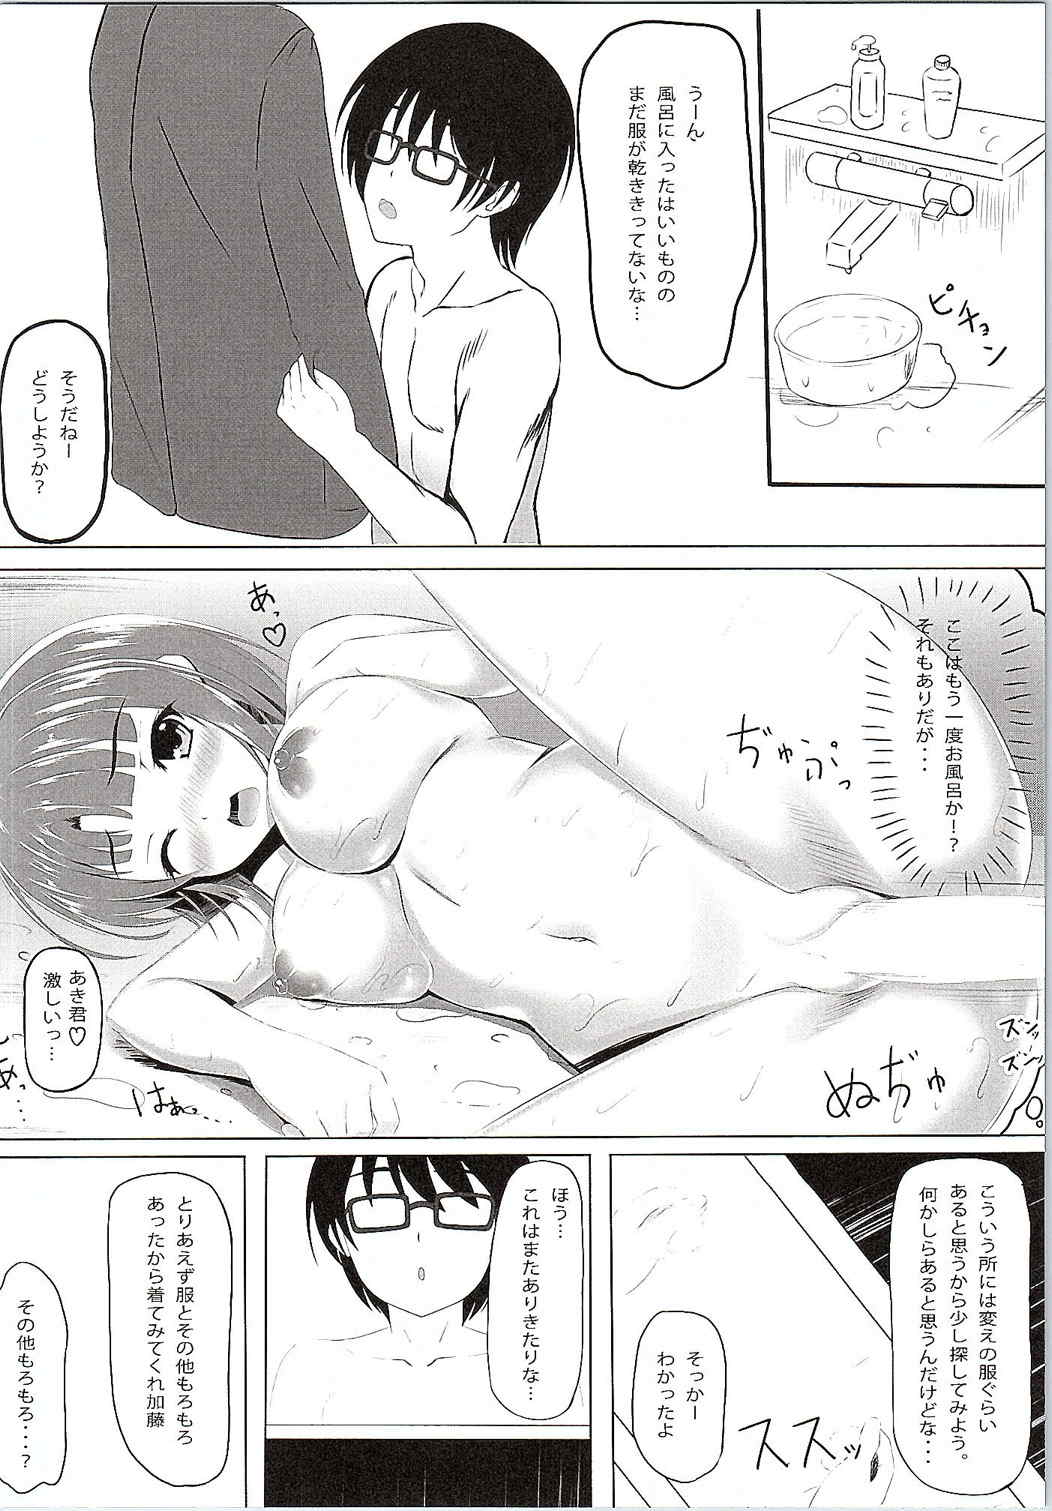 ピチョン
うーん、
風呂に入ったはいいものの
まだ服が乾ききってないな…
そうだねー
どうしようか？
ここはもう一度お風呂か！？
それもありだが・・・
ぢゅぷっ
あっ♡
ズンッ
ズンッ
ぬぢゅ
あき君♡
激しいっ…
はぁっ…
こういう所には変えの服ぐらい
あると思うから少し探してみよう。
何かしらあると思うんだけどな・・・
そっかー
わかったよ
ススッ
ほう…
これはまたありきたりな…
とりあえず服とその他もろもろ
あったから着てみてくれ加藤
その他もろもろ・・・？